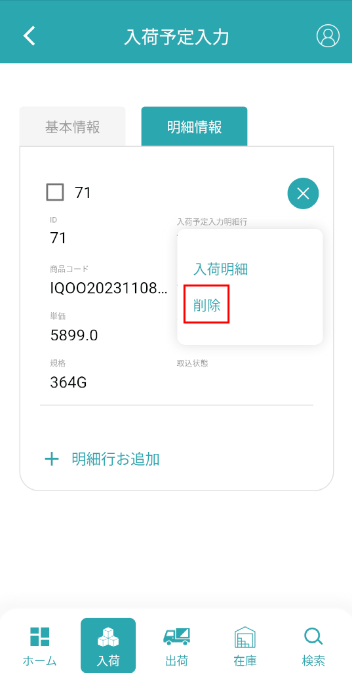 入荷予定入力
基本情報
明細情報
71
ID
入荷予定入力明細行
71
入荷明細
商品コード
IQOO20231108...
削除
単価
5899.0
規格
取込状態
364G
+ 明細行お追加
ホーム
入荷
出荷
在庫
検索